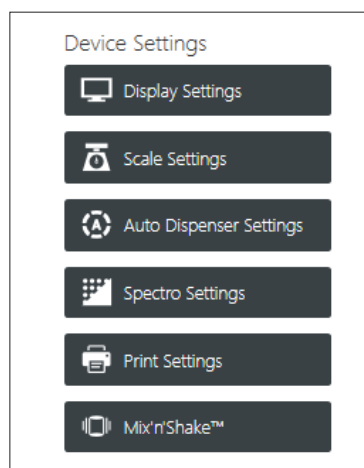 Device Settings
Display Settings
Scale Settings
Auto Dispenser Settings
Spectro Settings
Print Settings
Mix'n'Shake™